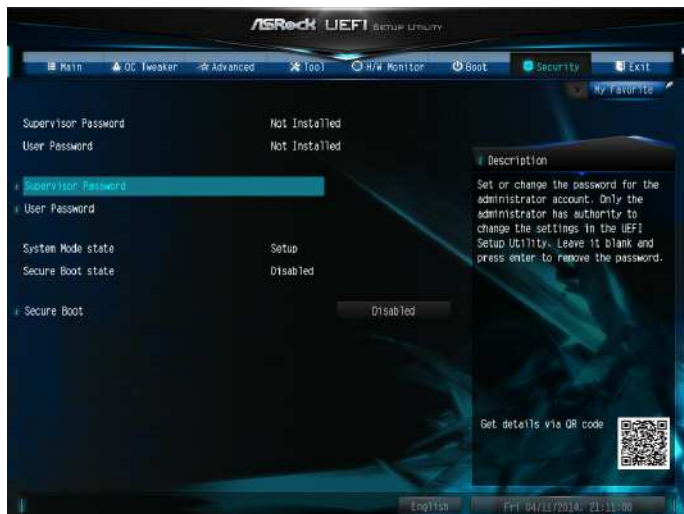 ASRock UEFI SETUP UTILITY
Main OC Tweaker Advanced Tool H/W Monitor Boot Security Exit
My Favorite
Supervisor Password Not Installed
User Password Not Installed
Supervisor Password
User Password
System Mode state Setup
Secure Boot state Disabled
Secure Boot Disabled
Description
Set or change the password for the
administrator account. Only the
administrator has authority to
change the settings in the UEFI
Setup Utility. Leave it blank and
press enter to remove the password.
Get details via QR code
English Fri 04/11/2014, 21:11:00